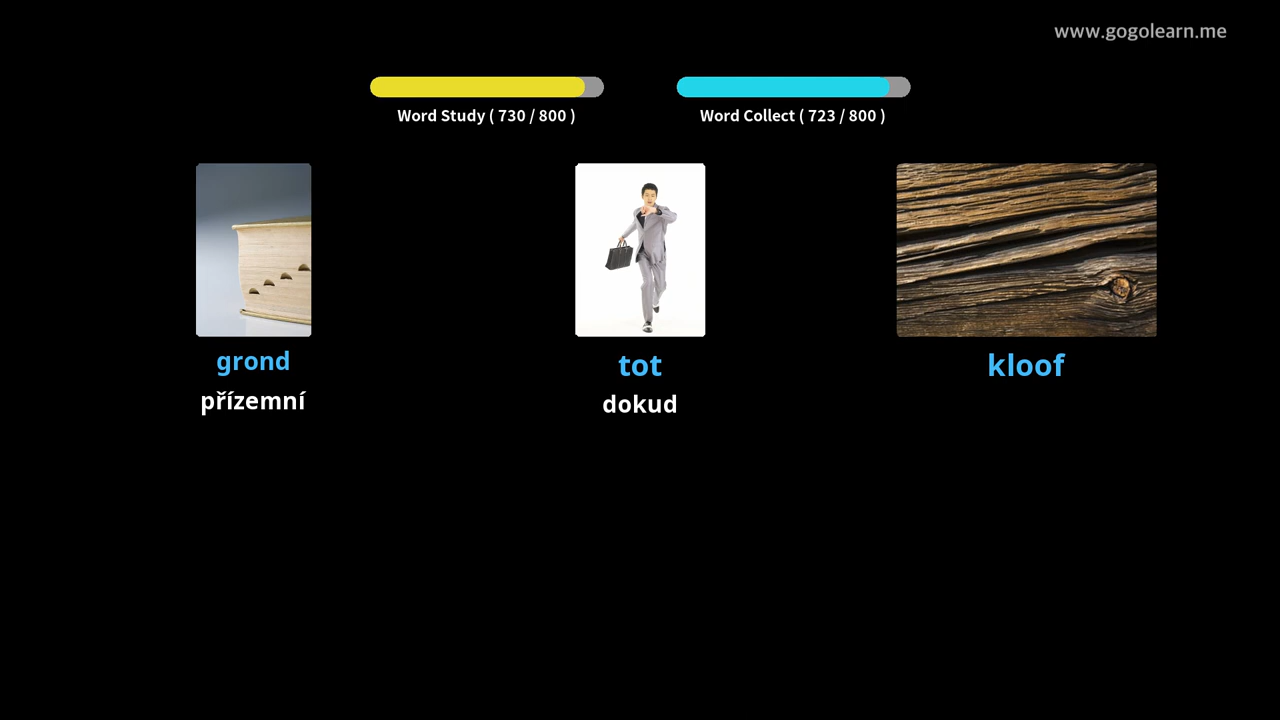 www.gogolearn.me
Word Study ( 730 / 800 )
Word Collect ( 723 / 800 )
grond
přízemní
tot
dokud
kloof